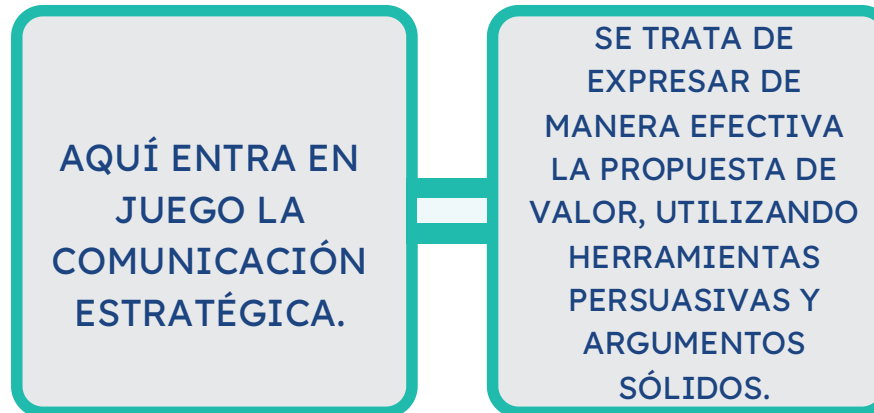 AQUÍ ENTRA EN
JUEGO LA
COMUNICACIÓN
ESTRATÉGICA.
SE TRATA DE
EXPRESAR DE
MANERA EFECTIVA
LA PROPUESTA DE
VALOR, UTILIZANDO
HERRAMIENTAS
PERSUASIVAS Y
ARGUMENTOS
SÓLIDOS.